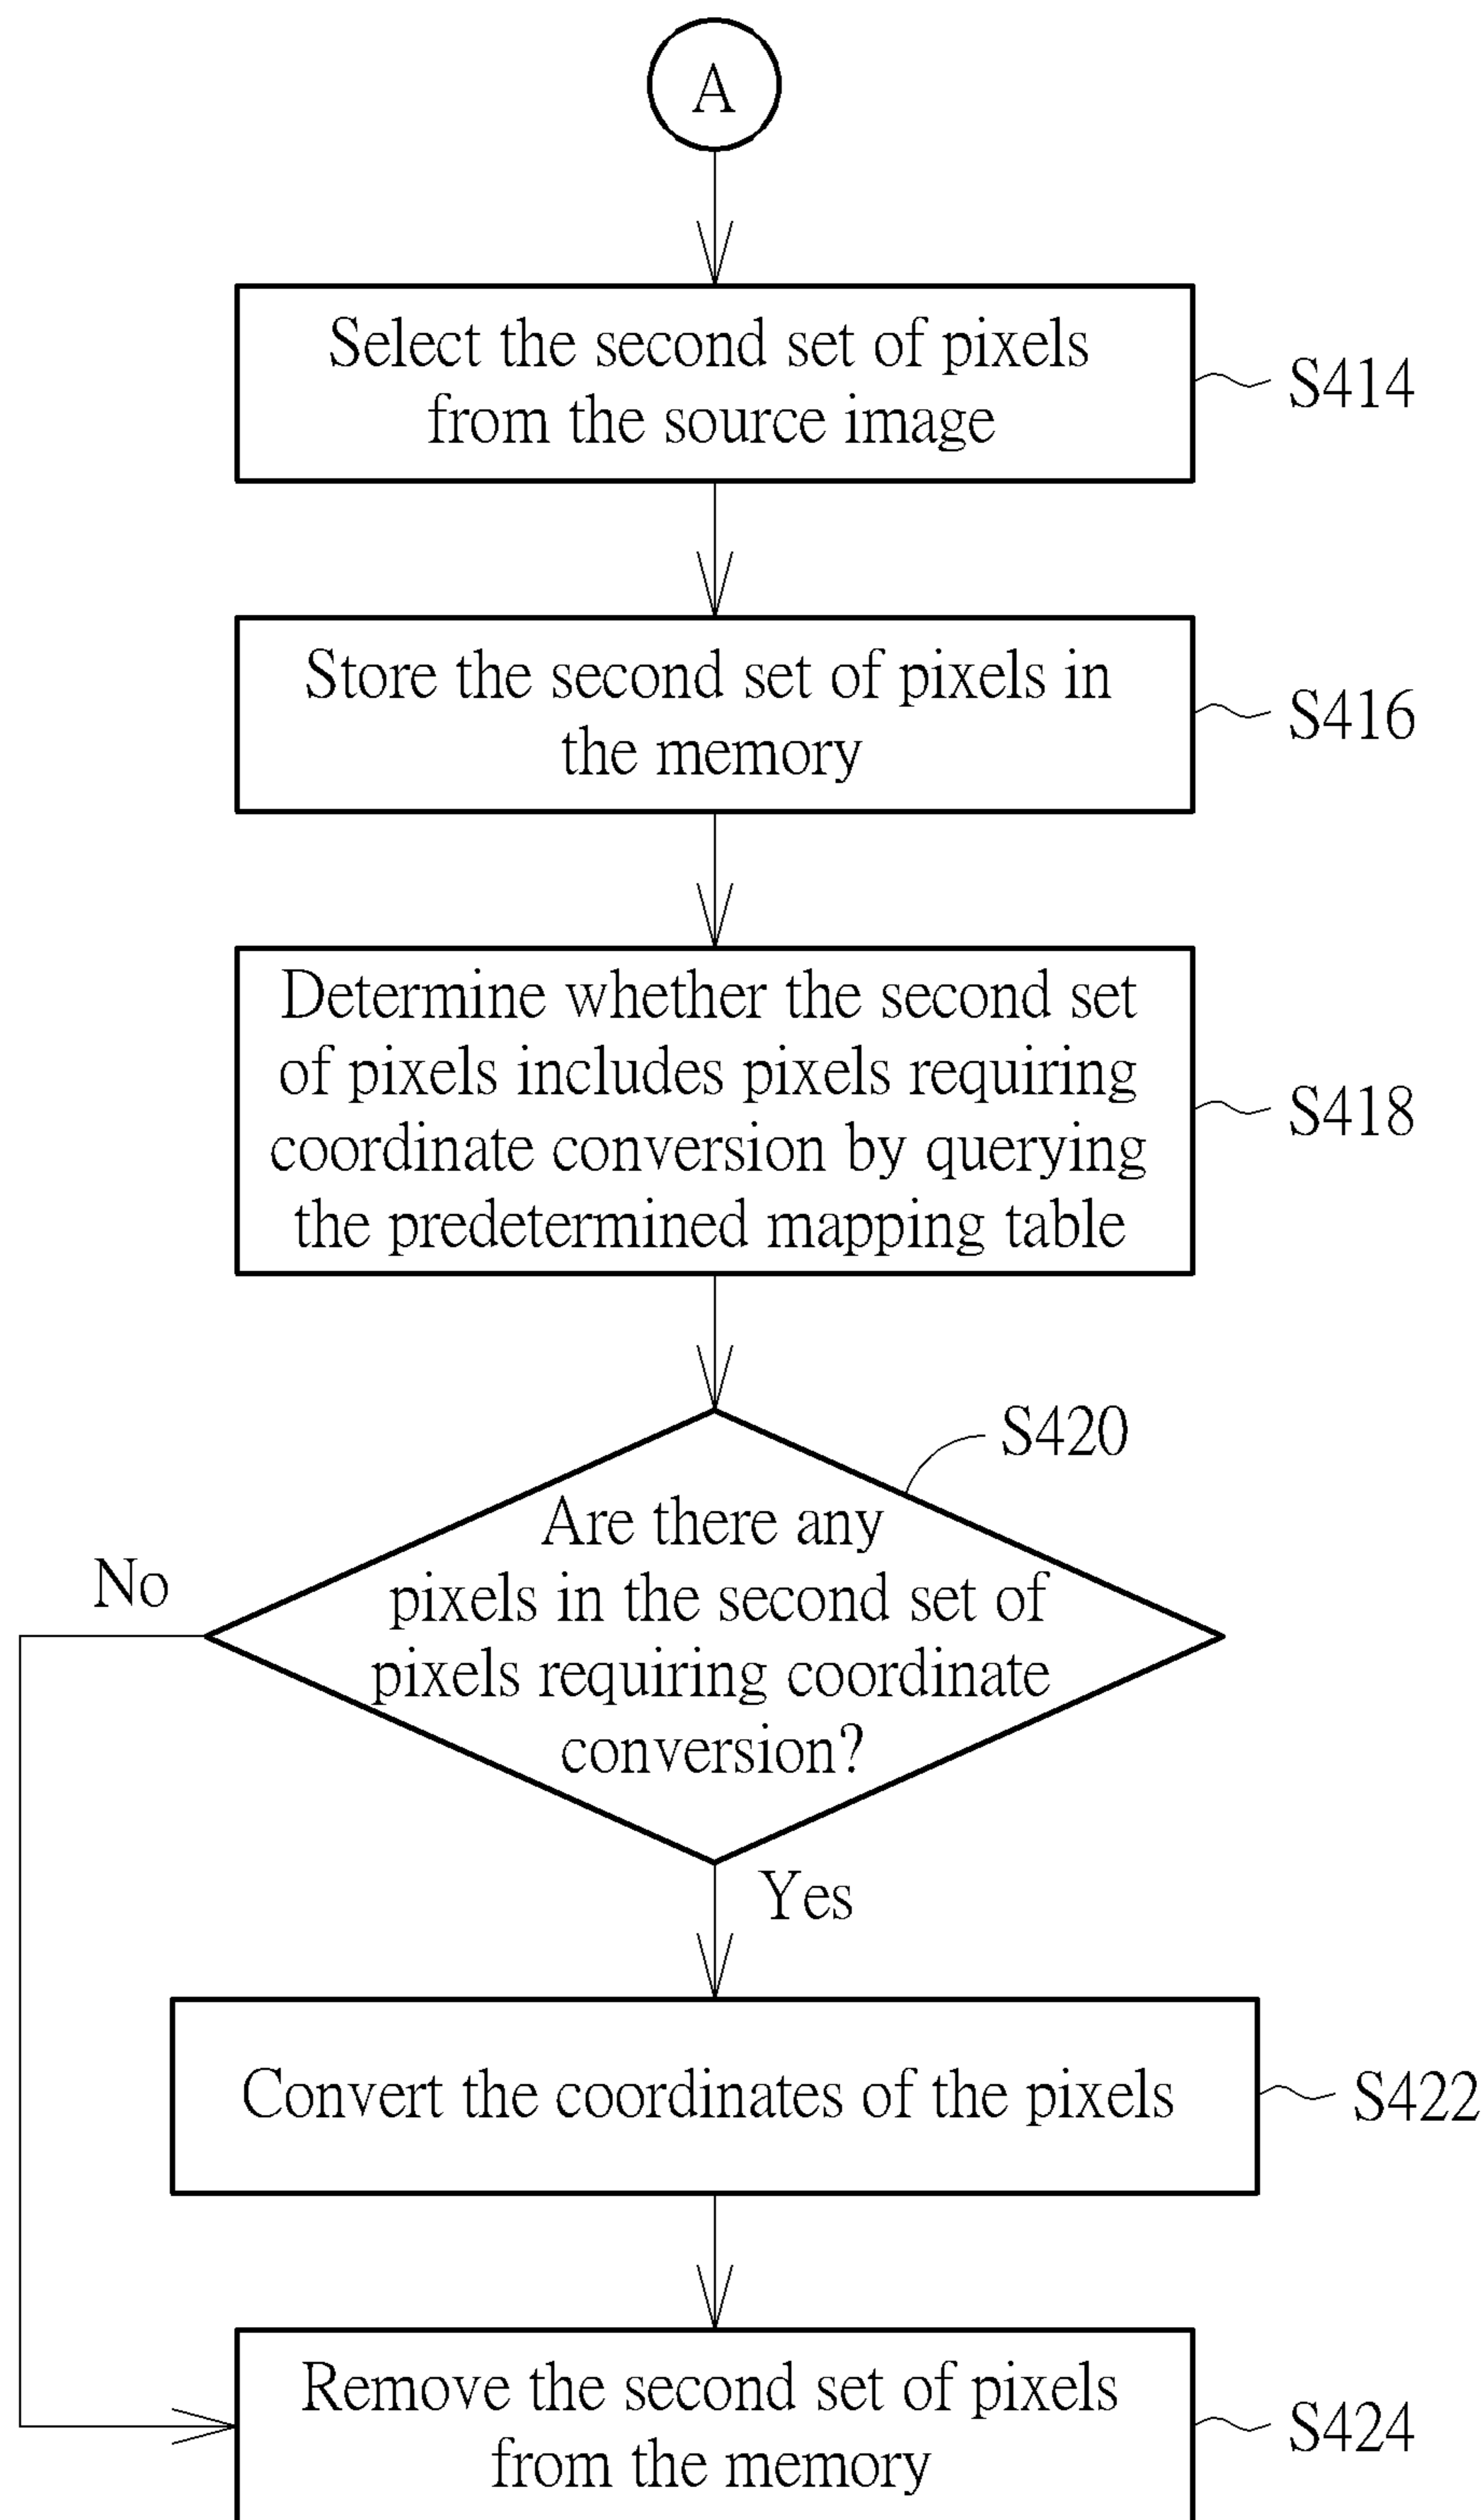 A
Select the second set of pixels
from the source image
S414
Store the second set of pixels in
the memory
S416
Determine whether the second set
of pixels includes pixels requiring
coordinate conversion by querying
the predetermined mapping table
S418
S420
Are there any
pixels in the second set of
pixels requiring coordinate
conversion?
No
Yes
Convert the coordinates of the pixels
S422
Remove the second set of pixels
from the memory
S424